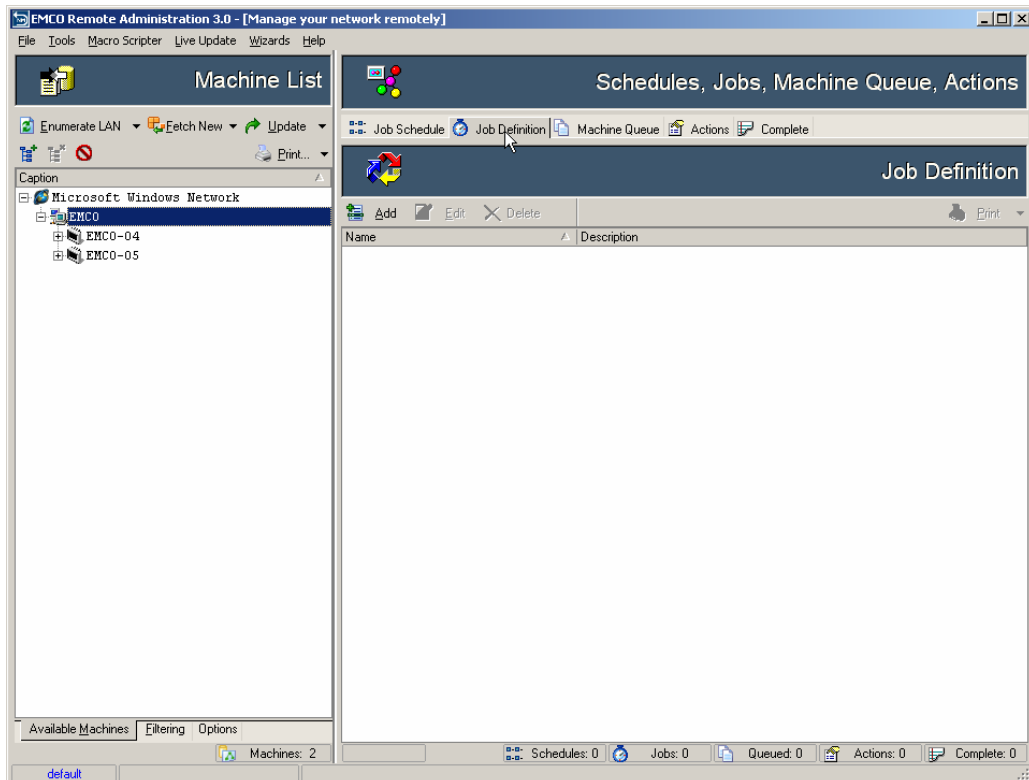 EMCO Remote Administration 3.0 - [Manage your network remotely]
File Tools Macro Scripter Live Update Wizards Help
Machine List
Schedules, Jobs, Machine Queue, Actions
Enumerate LAN Fetch New Update
Job Schedule Job Definition Machine Queue Actions Complete
Print...
Job Definition
Caption
Microsoft Windows Network
EMCO
EMCO-04
EMCO-05
Add Edit Delete Print
Name Description
Available Machines Filtering Options
Machines: 2
Schedules: 0 Jobs: 0 Queued: 0 Actions: 0 Complete: 0
default